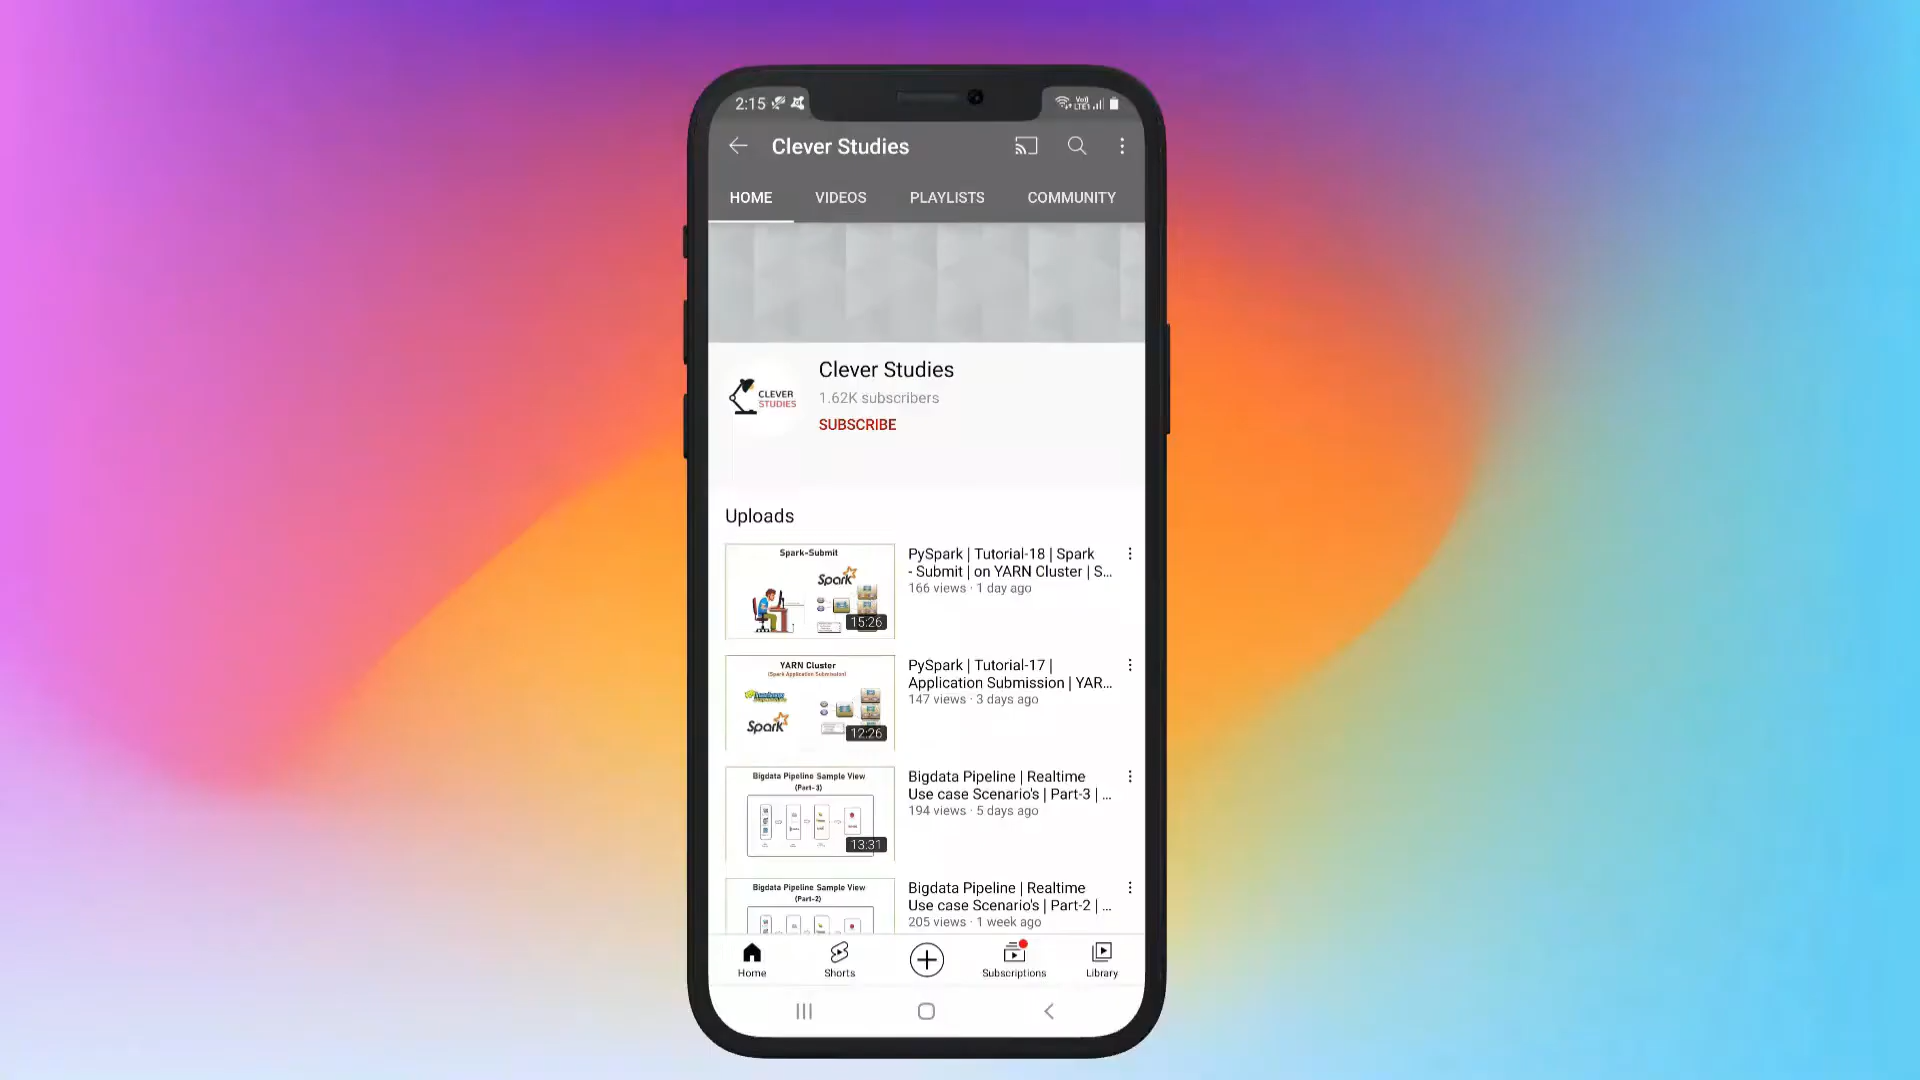 2:15
Vo)
LTE1
Clever Studies
HOME VIDEOS PLAYLISTS COMMUNITY
CLEVER
STUDIES
Clever Studies
1.62K subscribers
SUBSCRIBE
Uploads
Spark-Submit
Spark
15:26
PySpark | Tutorial-18 | Spark
- Submit | on YARN Cluster | S...
166 views · 1 day ago
YARN Cluster
(Spark Application Submission)
Spark
12:26
PySpark | Tutorial-17 |
Application Submission | YAR...
147 views · 3 days ago
Bigdata Pipeline Sample View
(Part-3)
13:31
Bigdata Pipeline | Realtime
Use case Scenario's | Part-3 | ...
194 views · 5 days ago
Bigdata Pipeline Sample View
(Part-2)
Bigdata Pipeline | Realtime
Use case Scenario's | Part-2 | ...
205 views · 1 week ago
Home Shorts Subscriptions Library